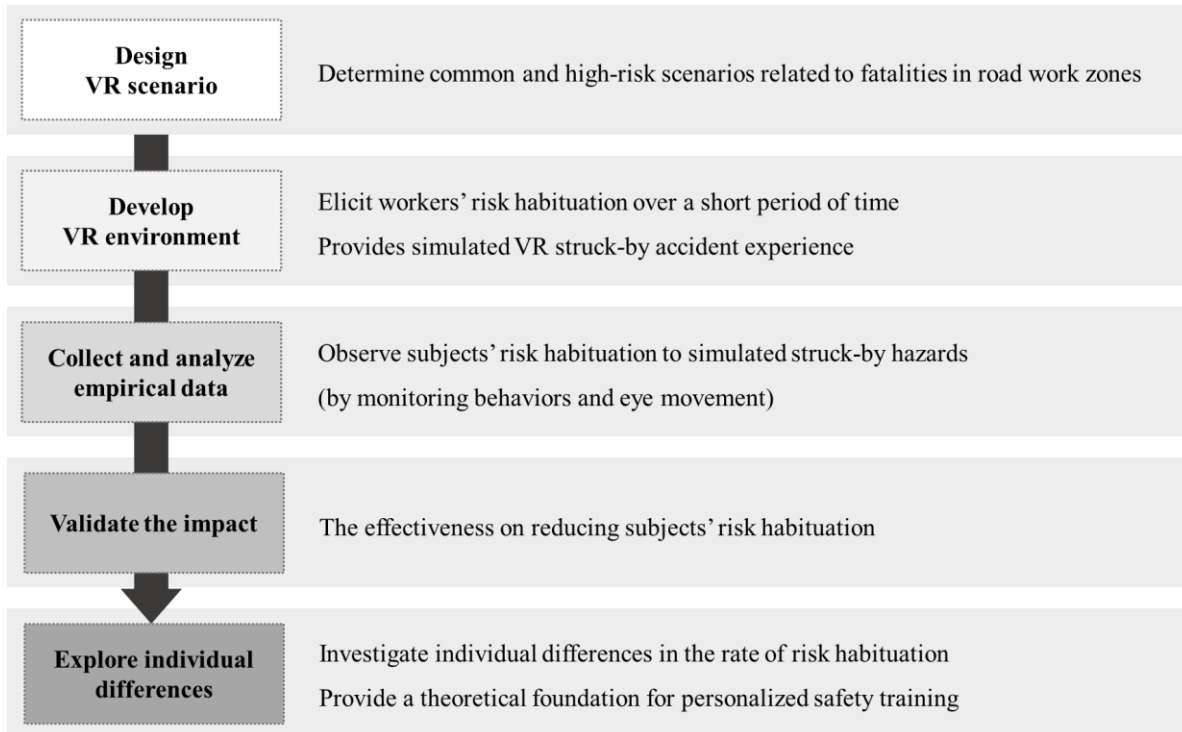 Design
VR scenario
Determine common and high-risk scenarios related to fatalities in road work zones
Develop
VR environment
Elicit workers’ risk habituation over a short period of time
Provides simulated VR struck-by accident experience
Collect and analyze
empirical data
Observe subjects’ risk habituation to simulated struck-by hazards
(by monitoring behaviors and eye movement)
Validate the impact
The effectiveness on reducing subjects’ risk habituation
Explore individual
differences
Investigate individual differences in the rate of risk habituation
Provide a theoretical foundation for personalized safety training